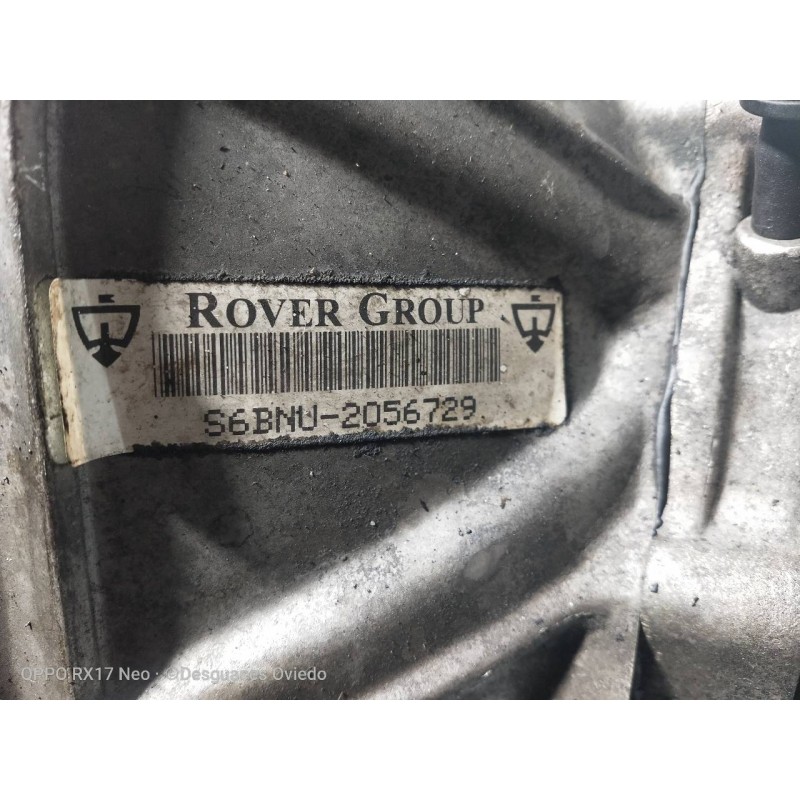 ROVER GROUP
S6BNU-2056729
OPPO RX17 Neo · ©Desguaces Oviedo